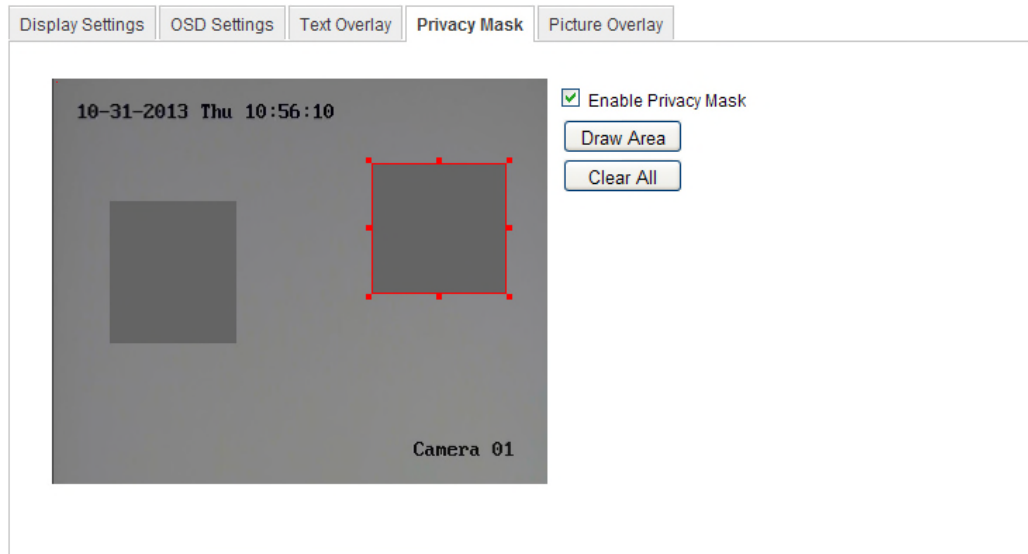 Display Settings OSD Settings Text Overlay Privacy Mask Picture Overlay
10-31-2013 Thu 10:56:10
Enable Privacy Mask
Draw Area
Clear All
Camera 01